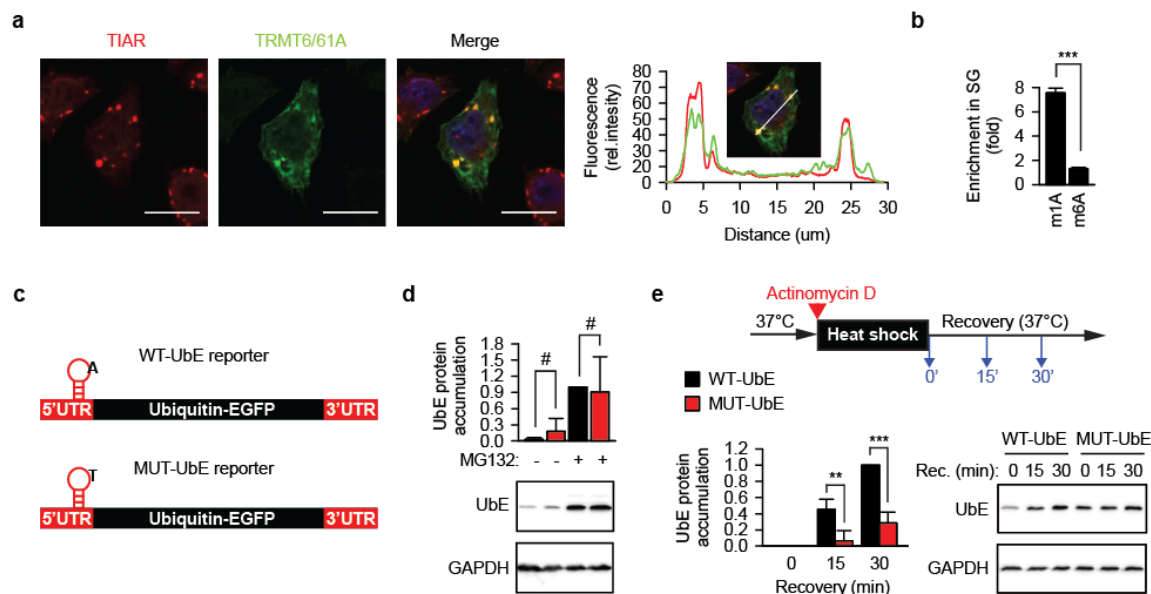 a
TIAR
TRMT6/61A
Merge
Fluorescence
(rel.intesity)
80
70
60
50
40
30
20
10
0
0
5
10
15
20
25
30
Distance (um)
b
***
Enrichment in SG
(fold)
8
6
4
2
0
m1A
m6A
c
WT-UbE reporter
A
5'UTR
Ubiquitin-EGFP
3'UTR
MUT-UbE reporter
T
5'UTR
Ubiquitin-EGFP
3'UTR
d
#
#
UbE protein
accumulation
1.8
1.5
1.2
0.9
0.6
0.3
0.0
MG132: - - + +
UbE
GAPDH
e
Actinomycin D
37°C
Heat shock
Recovery (37°C)
0' 15' 30'
WT-UbE
MUT-UbE
**
***
UbE protein
accumulation
1.2
1.0
0.8
0.6
0.4
0.2
0.0
0 15 30
Recovery (min)
WT-UbE MUT-UbE
Rec. (min): 0 15 30 0 15 30
UbE
GAPDH